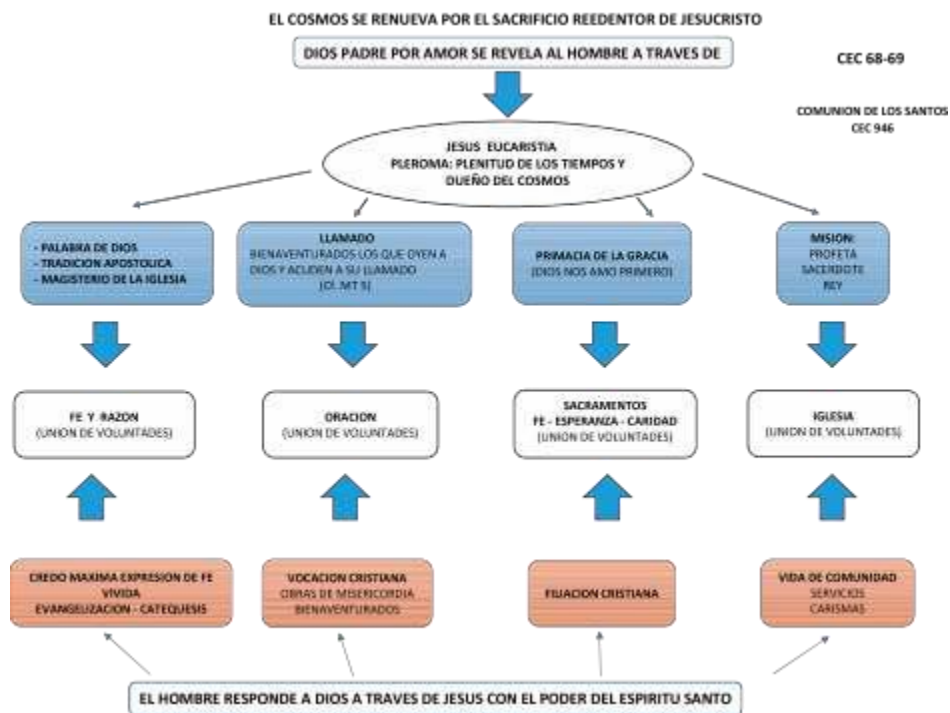 EL COSMOS SE RENUEVA POR EL SACRIFICIO REEDENTOR DE JESUCRISTO
DIOS PADRE POR AMOR SE REVELA AL HOMBRE A TRAVES DE
CEC 68-69
COMUNION DE LOS SANTOS
CEC 946
JESUS EUCARISTIA
PLEROMA: PLENITUD DE LOS TIEMPOS Y
DUEÑO DEL COSMOS
- PALABRA DE DIOS
- TRADICION APOSTOLICA
- MAGISTERIO DE LA IGLESIA
LLAMADO
BIENAVENTURADOS LOS QUE OYEN A
DIOS Y ACUDEN A SU LLAMADO
(Cf. MT 5)
PRIMACIA DE LA GRACIA
(DIOS NOS AMO PRIMERO)
MISION:
PROFETA
SACERDOTE
REY
FE Y RAZON
(UNION DE VOLUNTADES)
ORACION
(UNION DE VOLUNTADES)
SACRAMENTOS
FE - ESPERANZA - CARIDAD
(UNION DE VOLUNTADES)
IGLESIA
(UNION DE VOLUNTADES)
CREDO MAXIMA EXPRESION DE FE
VIVIDA
EVANGELIZACION - CATEQUESIS
VOCACION CRISTIANA
OBRAS DE MISERICORDIA
BIENAVENTURADOS
FILIACION CRISTIANA
VIDA DE COMUNIDAD
SERVICIOS
CARISMAS
EL HOMBRE RESPONDE A DIOS A TRAVES DE JESUS CON EL PODER DEL ESPIRITU SANTO